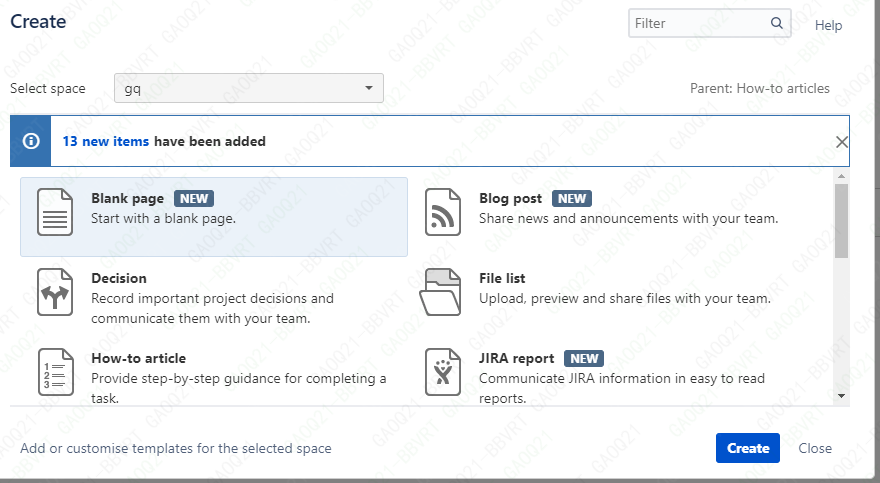 Create
Filter
Help
Select space
gq
Parent: How-to articles
13 new items have been added
Blank page NEW
Start with a blank page.
Blog post NEW
Share news and announcements with your team.
Decision
Record important project decisions and
communicate them with your team.
File list
Upload, preview and share files with your team.
How-to article
Provide step-by-step guidance for completing a
task.
JIRA report NEW
Communicate JIRA information in easy to read
reports.
Add or customise templates for the selected space
Create
Close